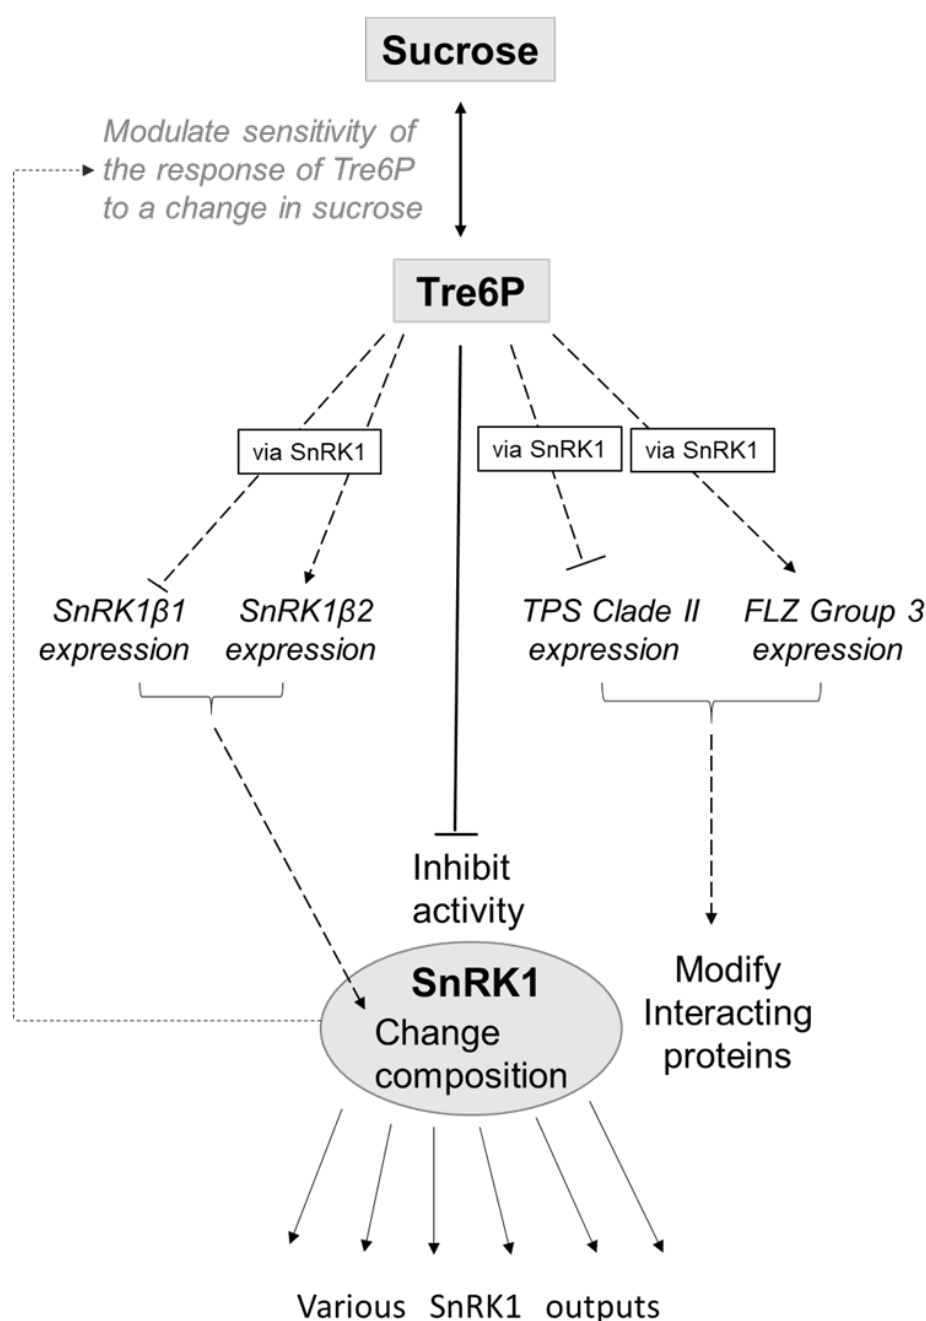 Sucrose
Modulate sensitivity of
the response of Tre6P
to a change in sucrose
Tre6P
via SnRK1
via SnRK1
via SnRK1
SnRK1β1
expression
SnRK1β2
expression
TPS Clade II
expression
FLZ Group 3
expression
Inhibit
activity
SnRK1
Change
composition
Modify
Interacting
proteins
Various SnRK1 outputs